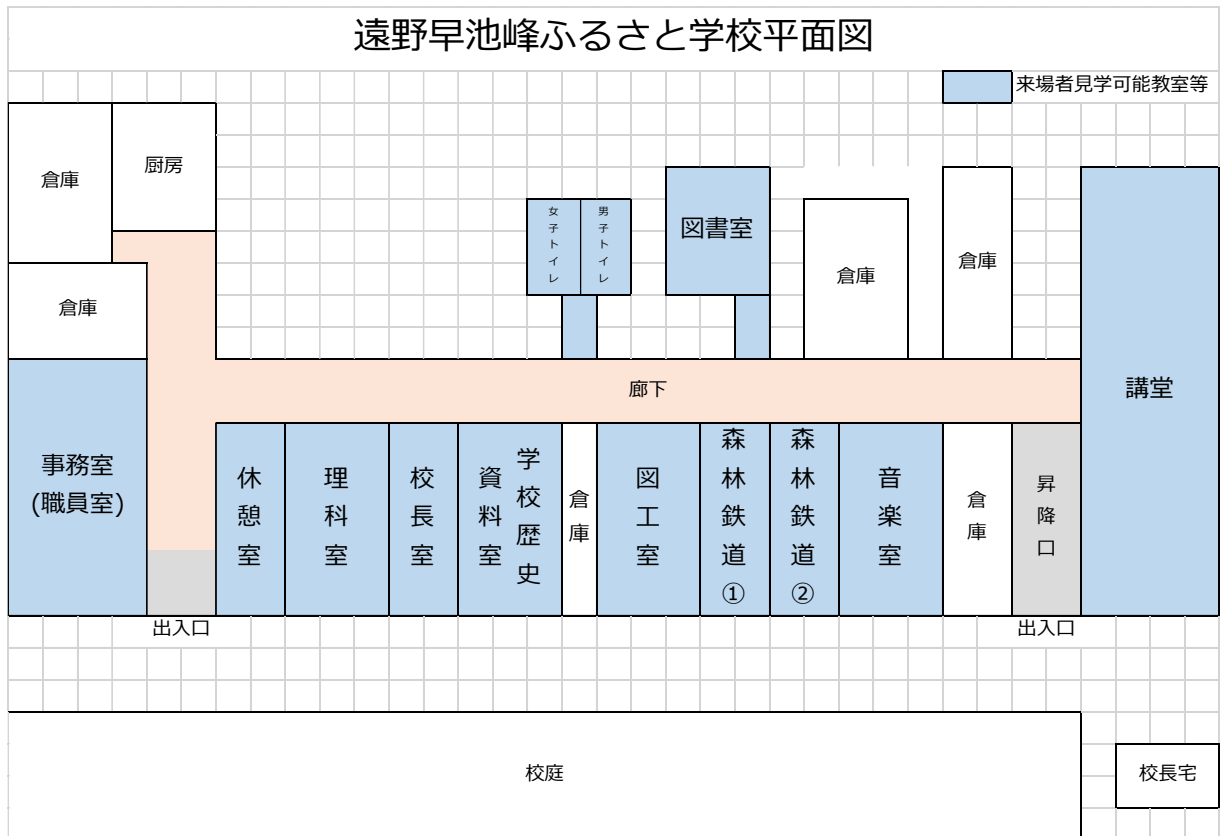 遠野早池峰ふるさと学校平面図
来場者見学可能教室等
倉庫
厨房
女子トイレ
男子トイレ
図書室
倉庫
倉庫
倉庫
廊下
講堂
事務室
(職員室)
休憩室
理科室
校長室
学校歴史
資料室
倉庫
図工室
森林鉄道①
森林鉄道②
音楽室
倉庫
昇降口
出入口
出入口
校庭
校長宅